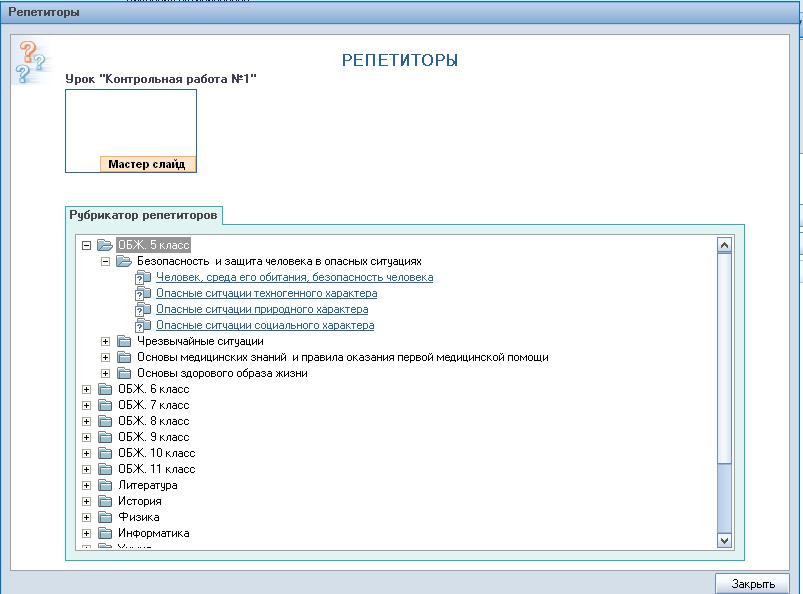 Репетиторы
РЕПЕТИТОРЫ
Урок "Контрольная работа №1"
Мастер слайд
Рубрикатор репетиторов
ОБЖ. 5 класс
Безопасность и защита человека в опасных ситуациях
Человек, среда его обитания, безопасность человека
Опасные ситуации техногенного характера
Опасные ситуации природного характера
Опасные ситуации социального характера
Чрезвычайные ситуации
Основы медицинских знаний и правила оказания первой медицинской помощи
Основы здорового образа жизни
ОБЖ. 6 класс
ОБЖ. 7 класс
ОБЖ. 8 класс
ОБЖ. 9 класс
ОБЖ. 10 класс
ОБЖ. 11 класс
Литература
История
Физика
Информатика
Закрыть